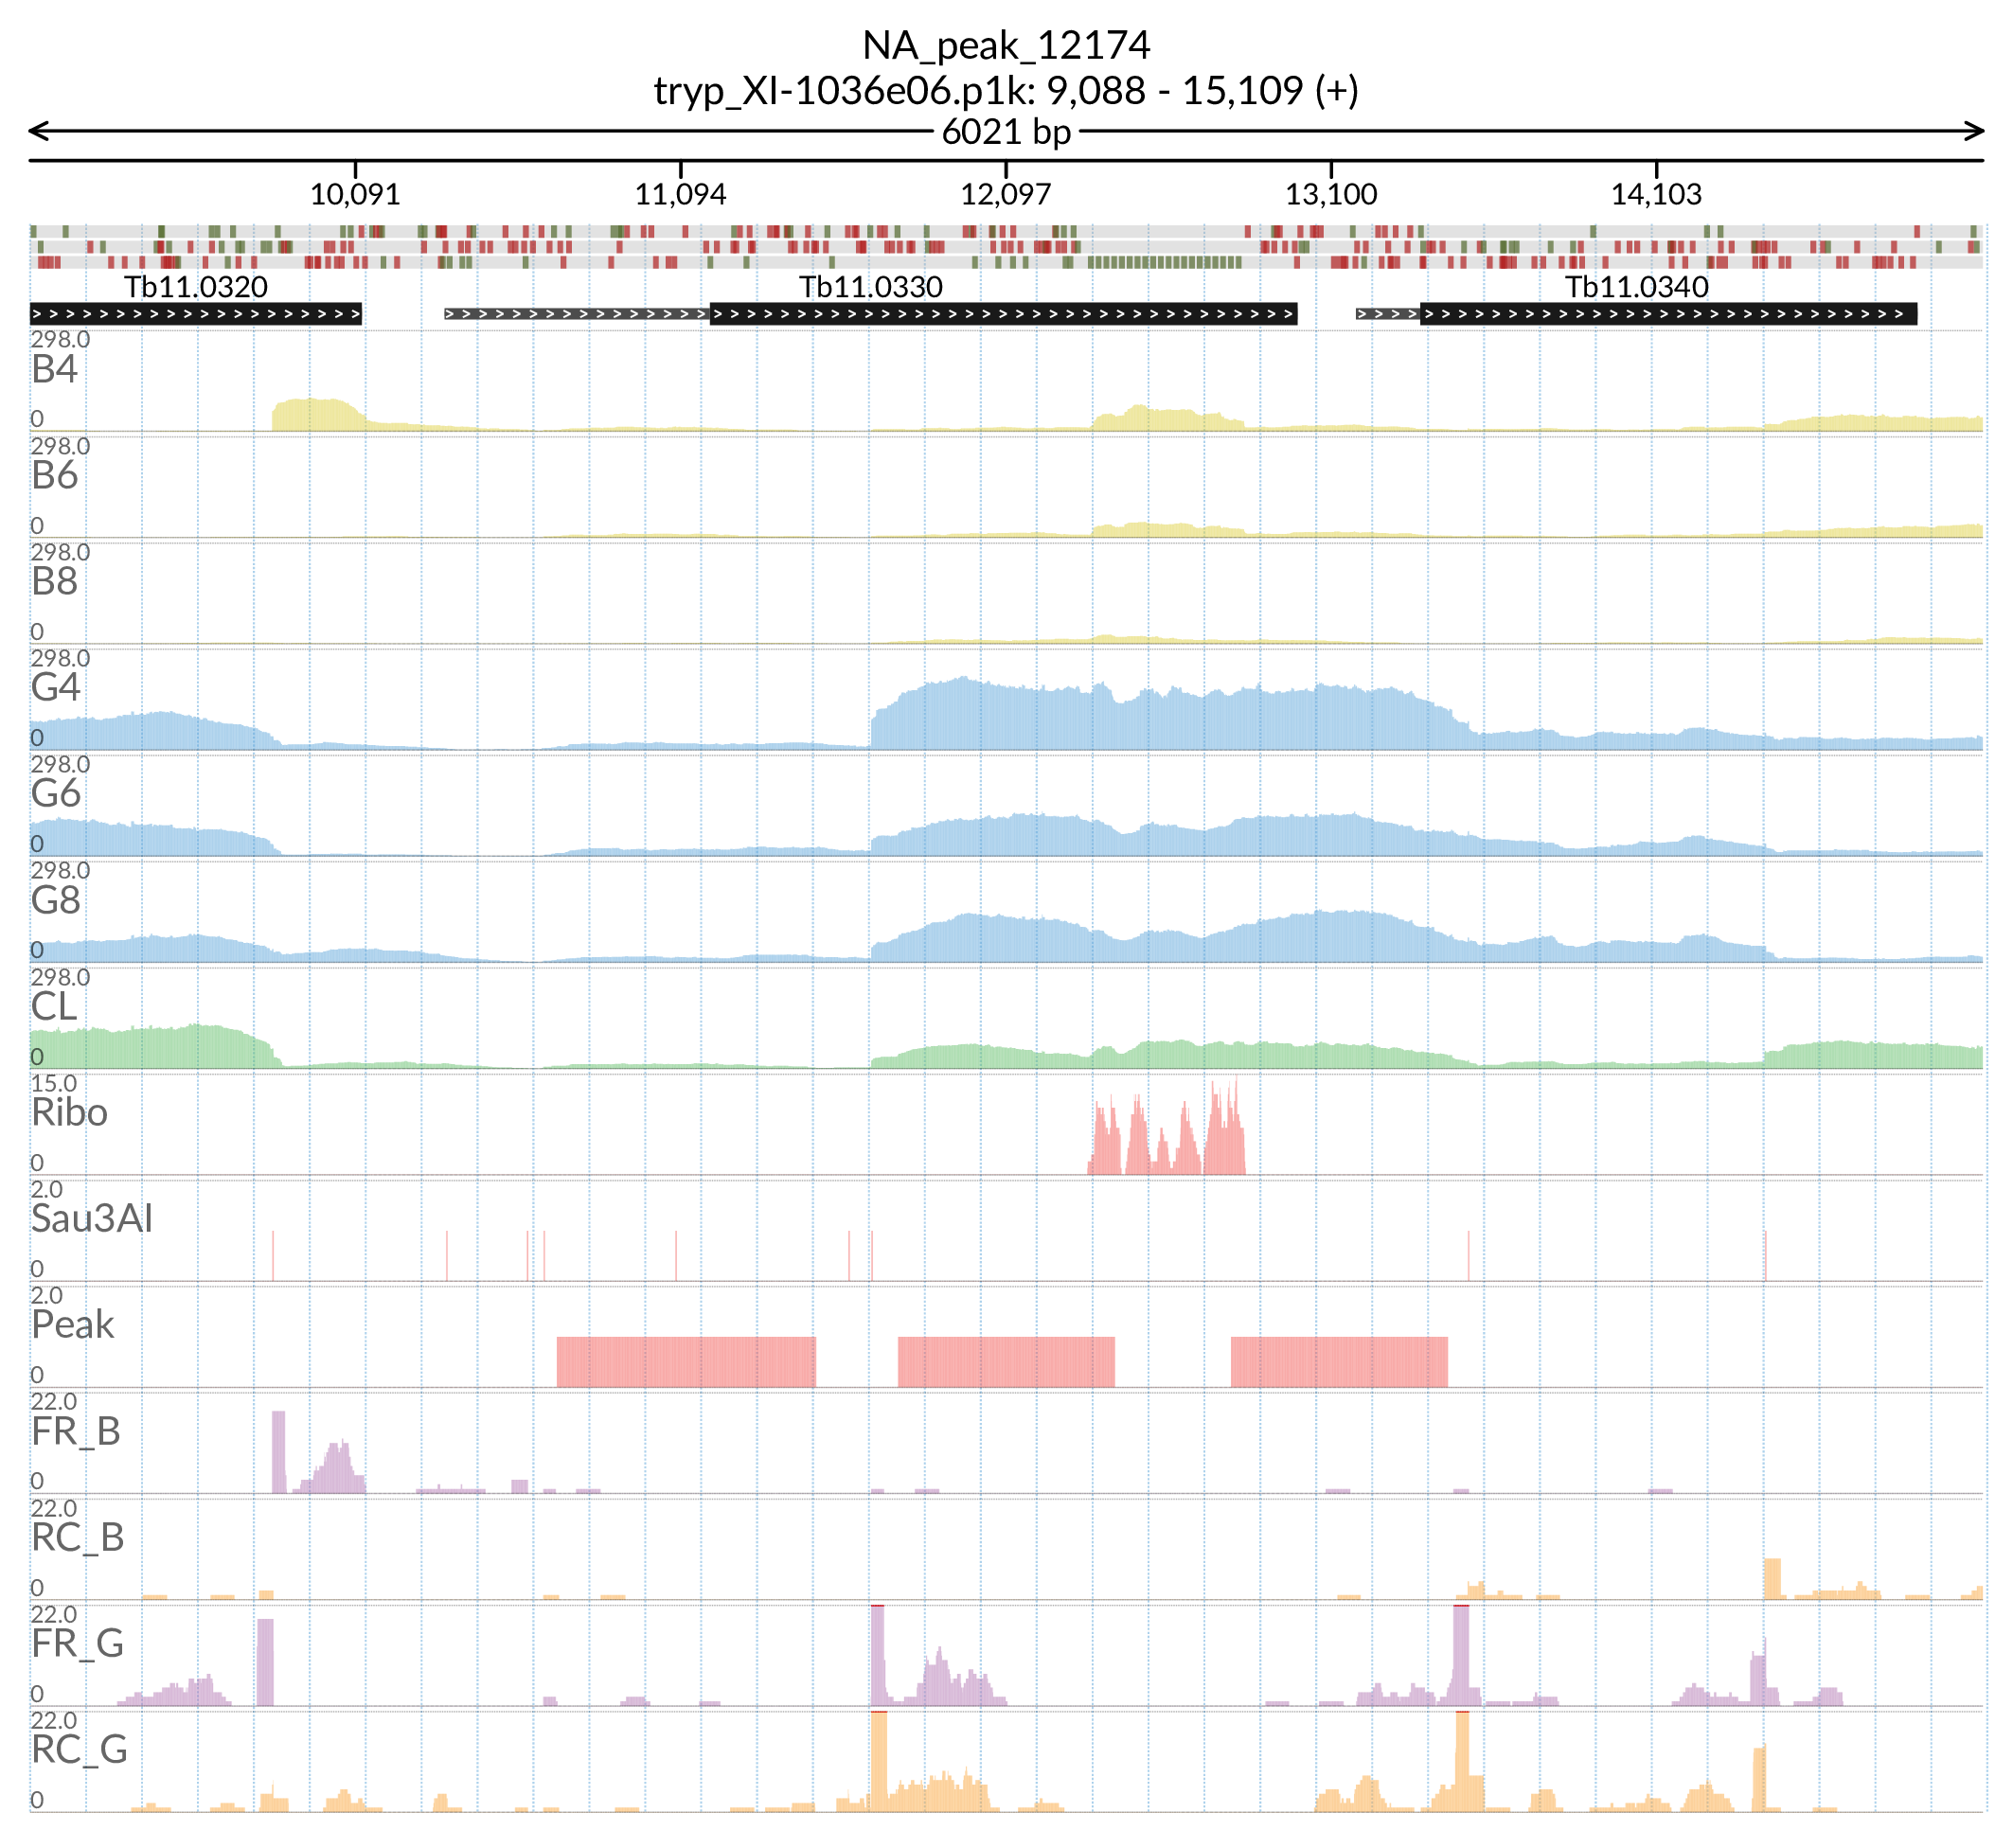 NA_peak_12174
tryp_XI-1036e06.p1k: 9,088 - 15,109 (+)
6021 bp
10,091 11,094 12,097 13,100 14,103
Tb11.0320 Tb11.0330 Tb11.0340
298.0
B4
0
298.0
B6
0
298.0
B8
0
298.0
G4
0
298.0
G6
0
298.0
G8
0
298.0
CL
0
15.0
Ribo
0
2.0
Sau3AI
0
2.0
Peak
0
22.0
FR_B
0
22.0
RC_B
0
22.0
FR_G
0
22.0
RC_G
0